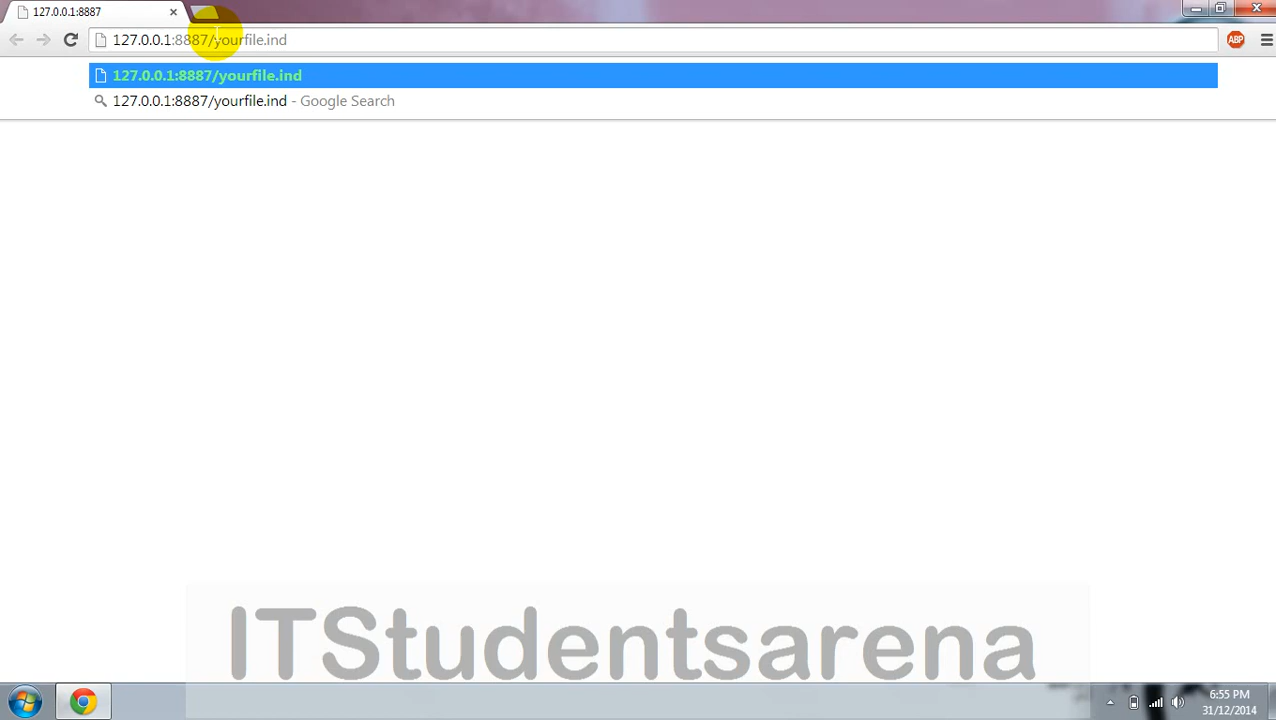 127.0.0.1:8887
127.0.0.1:8887/yourfile.ind
ABP
127.0.0.1:8887/yourfile.ind
127.0.0.1:8887/yourfile.ind - Google Search
ITStudentsarena
6:55 PM
31/12/2014